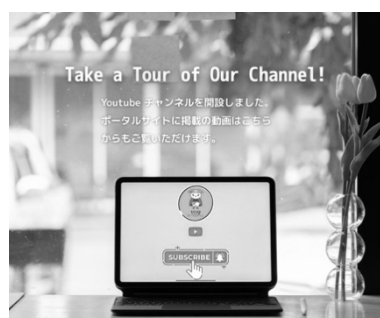 Take a Tour of Our Channel!
Youtube チャンネルを開設しました。
ポータルサイトに掲載の動画はこちら
からもご覧いただけます。
SUBSCRIBE